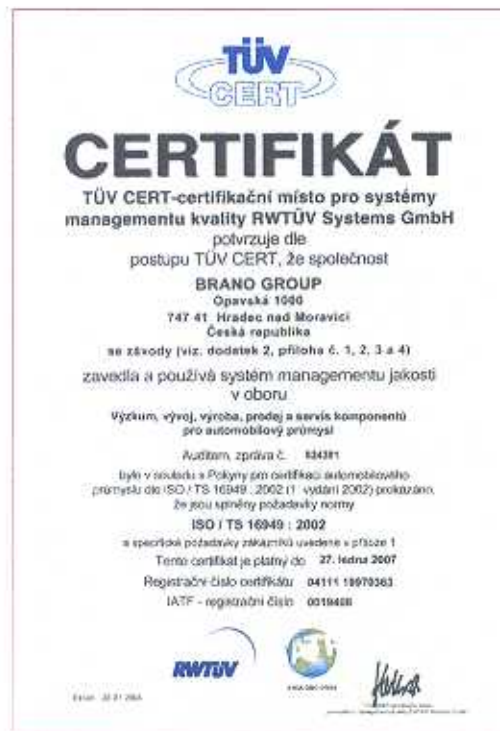 TÜV
CERT
CERTIFIKÁT
TÜV CERT-certifikační místo pro systémy
managementu kvality RWTÜV Systems GmbH
potvrzuje dle
postupu TÜV CERT, že společnost
BRANO GROUP
Opavská 1000
747 41 Hradec nad Moravicí
Česká republika
se závody (viz. dodatek 2, příloha č. 1, 2, 3 a 4)
zavedla a používá systém managementu jakosti
v oboru
Výzkum, vývoj, výroba, prodej a servis komponentů
pro automobilový průmysl
Auditem, zpráva č.
bylo v souladu s Pokyny pro certifikaci automobilového
průmyslu dle ISO / TS 16949 : 2002 (1. vydání 2002) prokázáno,
že jsou splněny požadavky normy
ISO / TS 16949 : 2002
a specifické požadavky zákazníků uvedené v příloze 1
Tento certifikát je platný do 27. ledna 2007
Registrační číslo certifikátu 04111 19970363
IATF - registrační číslo
RWTÜV